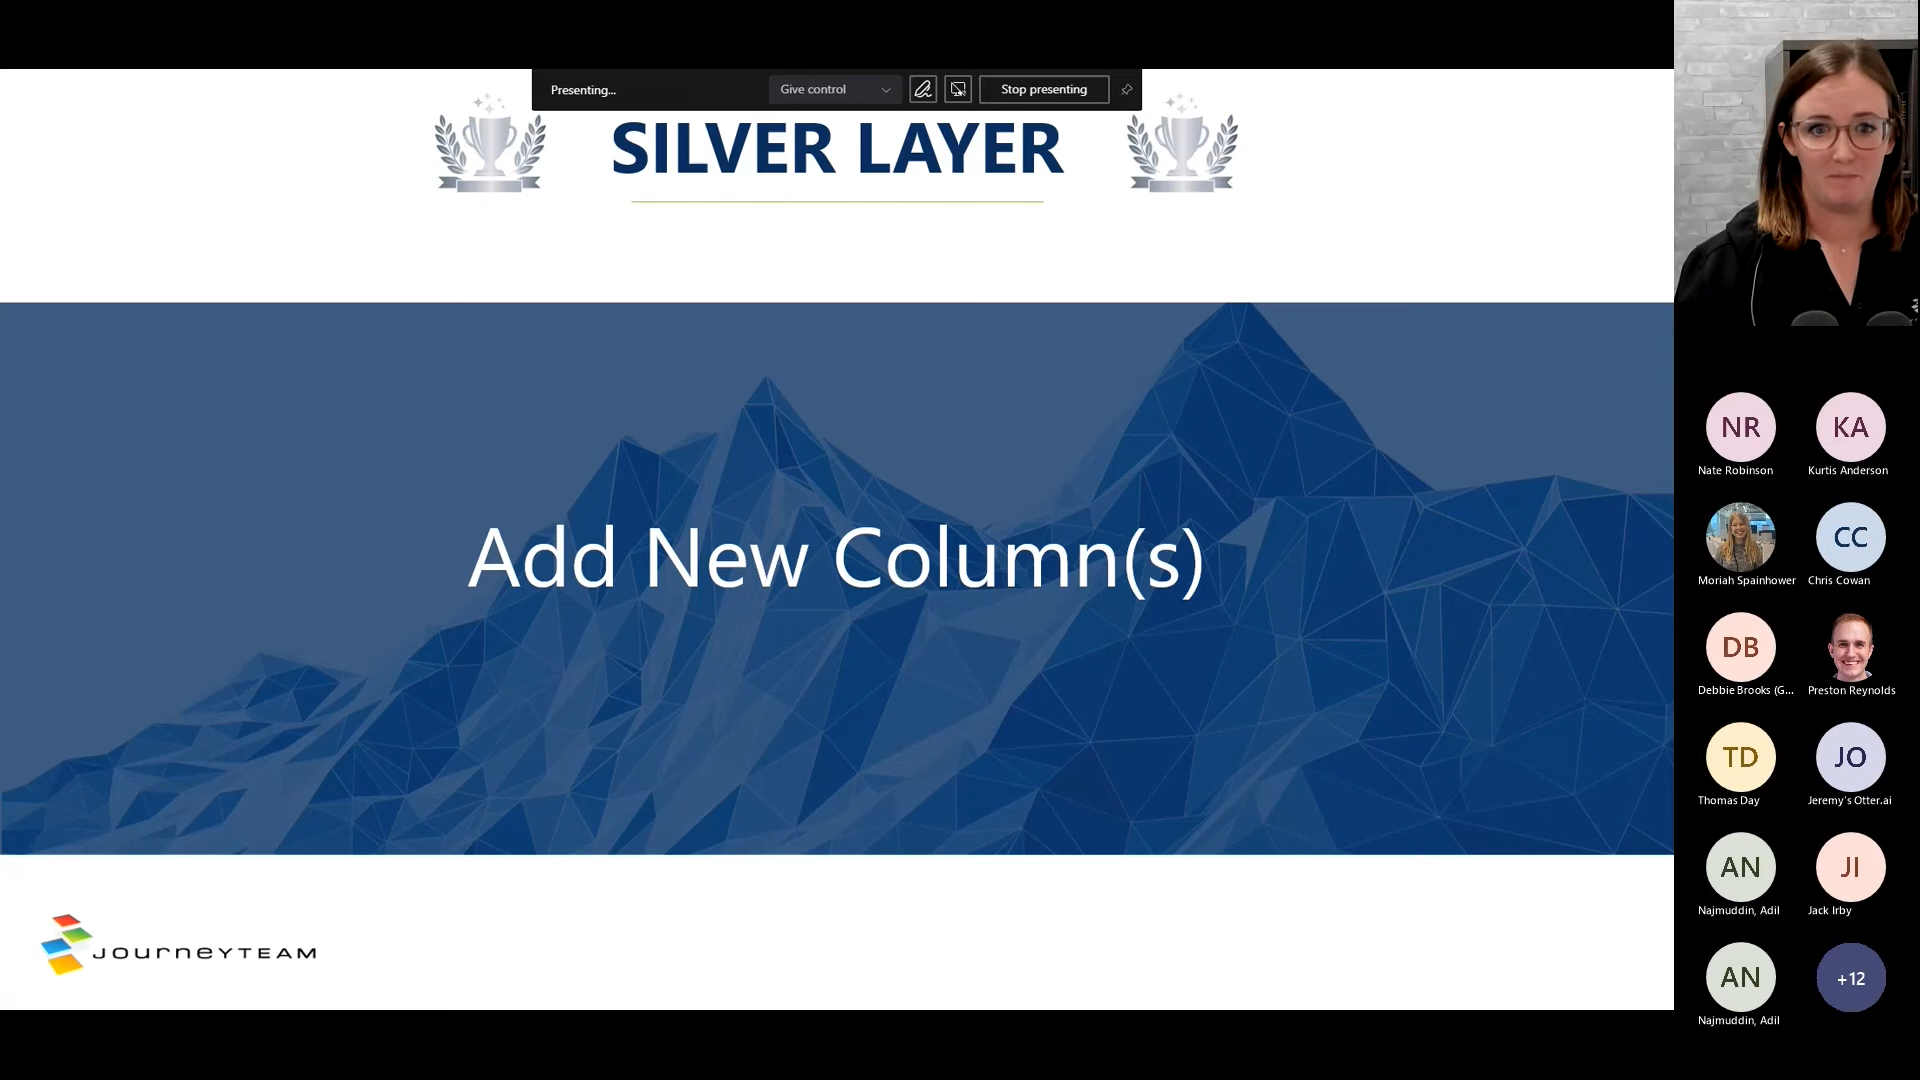 Presenting...
Give control
Stop presenting
SILVER LAYER
Add New Column(s)
JOURNEYTEAM
NR
KA
Nate Robinson
Kurtis Anderson
CC
Moriah Spainhower
Chris Cowan
DB
Debbie Brooks (G...
Preston Reynolds
TD
JO
Thomas Day
Jeremy's Otter.ai
AN
JI
Najmuddin, Adil
Jack Irby
AN
+12
Najmuddin, Adil